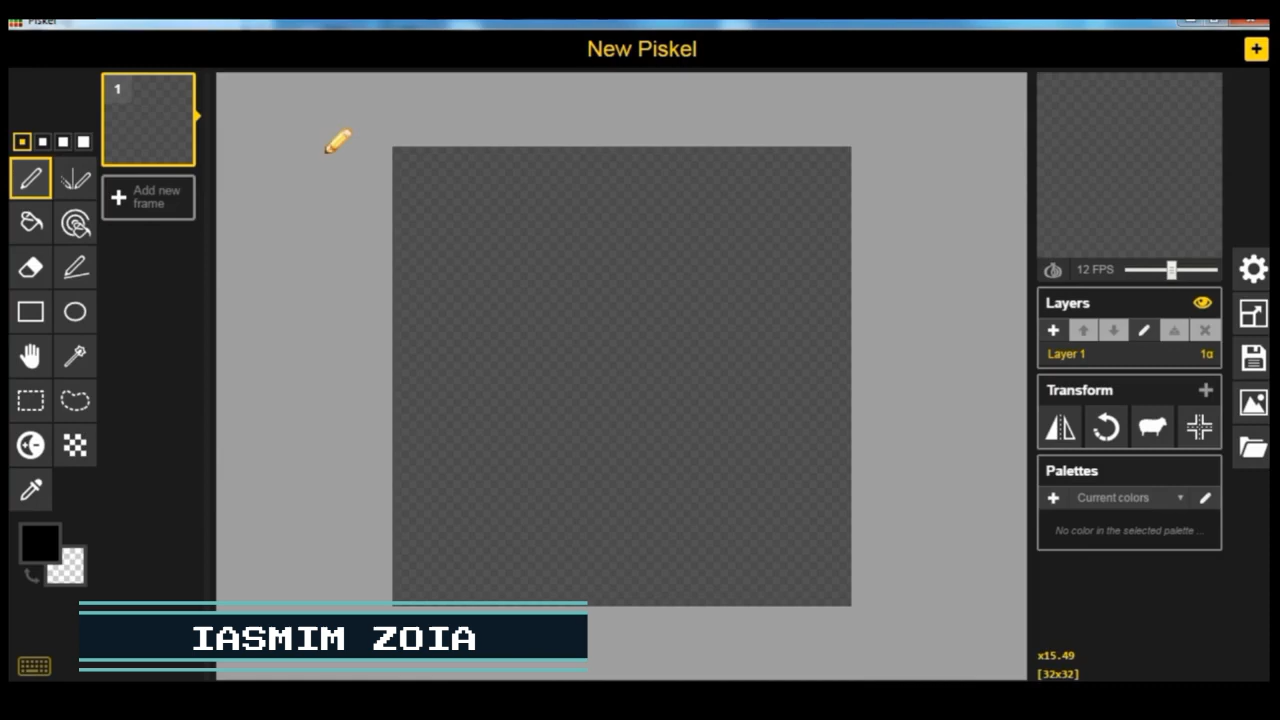 Piskel
New Piskel
1
Add new
frame
12 FPS
Layers
Layer 1
1α
Transform
Palettes
Current colors
No color in the selected palette ...
IASMIM ZOIA
x15.49
[32x32]